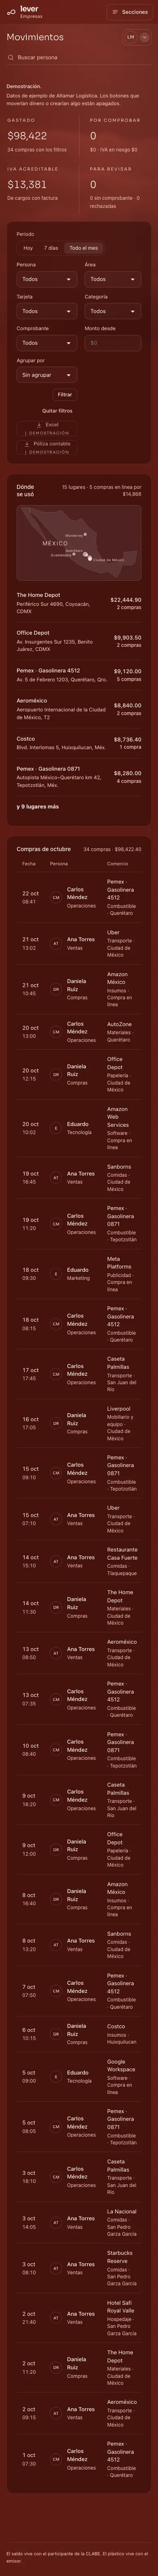 lever
Empresas
Secciones
Movimientos
LM
Buscar persona
Demostración.
Datos de ejemplo de Altamar Logística. Los botones que
moverían dinero o crearían algo están apagados.
GASTADO
$98,422
34 compras con los filtros
POR COMPROBAR
0
$0 · IVA en riesgo $0
IVA ACREDITABLE
$13,381
De cargos con factura
PARA REVISAR
0
0 sin comprobante · 0
rechazadas
Periodo
Hoy
7 días
Todo el mes
Persona
Todos
Área
Todos
Tarjeta
Todos
Categoría
Todos
Comprobante
Todos
Monto desde
$0
Agrupar por
Sin agrupar
Filtrar
Quitar filtros
Excel
DEMOSTRACIÓN
Póliza contable
DEMOSTRACIÓN
Dónde
se usó
15 lugares · 5 compras en línea por
$14,868
MÉXICO
Monterrey
Querétaro
Guadalajara
Ciudad de México
The Home Depot
Periférico Sur 4690, Coyoacán,
CDMX
$22,444.90
2 compras
Office Depot
Av. Insurgentes Sur 1235, Benito
Juárez, CDMX
$9,903.50
2 compras
Pemex · Gasolinera 4512
Av. 5 de Febrero 1203, Querétaro, Qro.
$9,120.00
5 compras
Aeroméxico
Aeropuerto Internacional de la Ciudad
de México, T2
$8,840.00
2 compras
Costco
Blvd. Interlomas 5, Huixquilucan, Méx.
$8,736.40
1 compra
Pemex · Gasolinera 0871
Autopista México–Querétaro km 42,
Tepotzotlán, Méx.
$8,280.00
4 compras
y 9 lugares más
Compras de octubre
34 compras · $98,422.40
Fecha
Persona
Comercio
22 oct
08:41
CM
Carlos
Méndez
Operaciones
Pemex ·
Gasolinera
4512
Combustible
· Querétaro
21 oct
13:02
AT
Ana Torres
Ventas
Uber
Transporte ·
Ciudad de
México
21 oct
10:45
DR
Daniela
Ruiz
Compras
Amazon
México
Insumos ·
Compra en
línea
20 oct
13:00
CM
Carlos
Méndez
Operaciones
AutoZone
Materiales ·
Querétaro
20 oct
12:15
DR
Daniela
Ruiz
Compras
Office
Depot
Papelería ·
Ciudad de
México
20 oct
10:02
E
Eduardo
Tecnología
Amazon
Web
Services
Software ·
Compra en
línea
19 oct
16:45
AT
Ana Torres
Ventas
Sanborns
Comidas ·
Ciudad de
México
19 oct
11:20
CM
Carlos
Méndez
Operaciones
Pemex ·
Gasolinera
0871
Combustible
· Tepotzotlán
18 oct
09:30
E
Eduardo
Marketing
Meta
Platforms
Publicidad ·
Compra en
línea
18 oct
08:15
CM
Carlos
Méndez
Operaciones
Pemex ·
Gasolinera
4512
Combustible
· Querétaro
17 oct
17:45
CM
Carlos
Méndez
Operaciones
Caseta
Palmillas
Transporte ·
San Juan del
Río
16 oct
17:05
DR
Daniela
Ruiz
Compras
Liverpool
Mobiliario y
equipo ·
Ciudad de
México
15 oct
09:10
CM
Carlos
Méndez
Operaciones
Pemex ·
Gasolinera
0871
Combustible
· Tepotzotlán
15 oct
07:10
AT
Ana Torres
Ventas
Uber
Transporte ·
Ciudad de
México
14 oct
15:10
AT
Ana Torres
Ventas
Restaurante
Casa Fuerte
Comidas ·
Tlaquepaque
14 oct
11:30
DR
Daniela
Ruiz
Compras
The Home
Depot
Materiales ·
Ciudad de
México
13 oct
08:50
AT
Ana Torres
Ventas
Aeroméxico
Transporte ·
Ciudad de
México
13 oct
07:35
CM
Carlos
Méndez
Operaciones
Pemex ·
Gasolinera
4512
Combustible
· Querétaro
10 oct
08:40
CM
Carlos
Méndez
Operaciones
Pemex ·
Gasolinera
0871
Combustible
· Tepotzotlán
9 oct
18:20
CM
Carlos
Méndez
Operaciones
Caseta
Palmillas
Transporte ·
San Juan del
Río
9 oct
12:00
DR
Daniela
Ruiz
Compras
Office
Depot
Papelería ·
Ciudad de
México
8 oct
16:40
DR
Daniela
Ruiz
Compras
Amazon
México
Insumos ·
Compra en
línea
8 oct
13:20
AT
Ana Torres
Ventas
Sanborns
Comidas ·
Ciudad de
México
7 oct
07:50
CM
Carlos
Méndez
Operaciones
Pemex ·
Gasolinera
4512
Combustible
· Querétaro
6 oct
10:15
DR
Daniela
Ruiz
Compras
Costco
Insumos ·
Huixquilucan
5 oct
09:00
E
Eduardo
Tecnología
Google
Workspace
Software ·
Compra en
línea
5 oct
08:05
CM
Carlos
Méndez
Operaciones
Pemex ·
Gasolinera
0871
Combustible
· Tepotzotlán
3 oct
18:10
CM
Carlos
Méndez
Operaciones
Caseta
Palmillas
Transporte ·
San Juan del
Río
3 oct
14:05
AT
Ana Torres
Ventas
La Nacional
Comidas ·
San Pedro
Garza García
3 oct
08:10
AT
Ana Torres
Ventas
Starbucks
Reserve
Comidas ·
San Pedro
Garza García
2 oct
21:40
AT
Ana Torres
Ventas
Hotel Safi
Royal Valle
Hospedaje ·
San Pedro
Garza García
2 oct
11:20
DR
Daniela
Ruiz
Compras
The Home
Depot
Materiales ·
Ciudad de
México
2 oct
09:15
AT
Ana Torres
Ventas
Aeroméxico
Transporte ·
Ciudad de
México
1 oct
07:30
CM
Carlos
Méndez
Operaciones
Pemex ·
Gasolinera
4512
Combustible
· Querétaro
El saldo vive con el participante de la CLABE. El plástico vive con el
emisor.